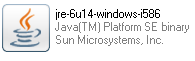 jre-6u14-windows-i586
Java(TM) Platform SE binary
Sun Microsystems, Inc.